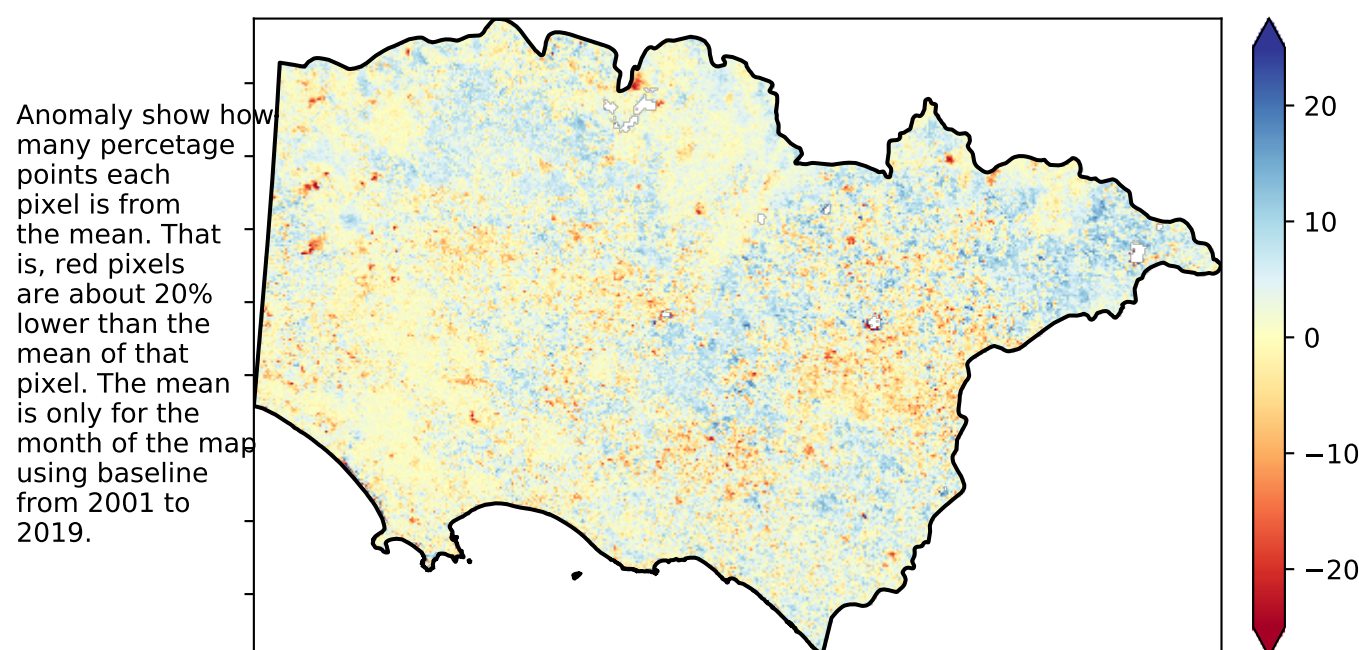 Anomaly show how
many percetage
points each
pixel is from
the mean. That
is, red pixels
are about 20%
lower than the
mean of that
pixel. The mean
is only for the
month of the map
using baseline
from 2001 to
2019.
20
10
0
−10
−20